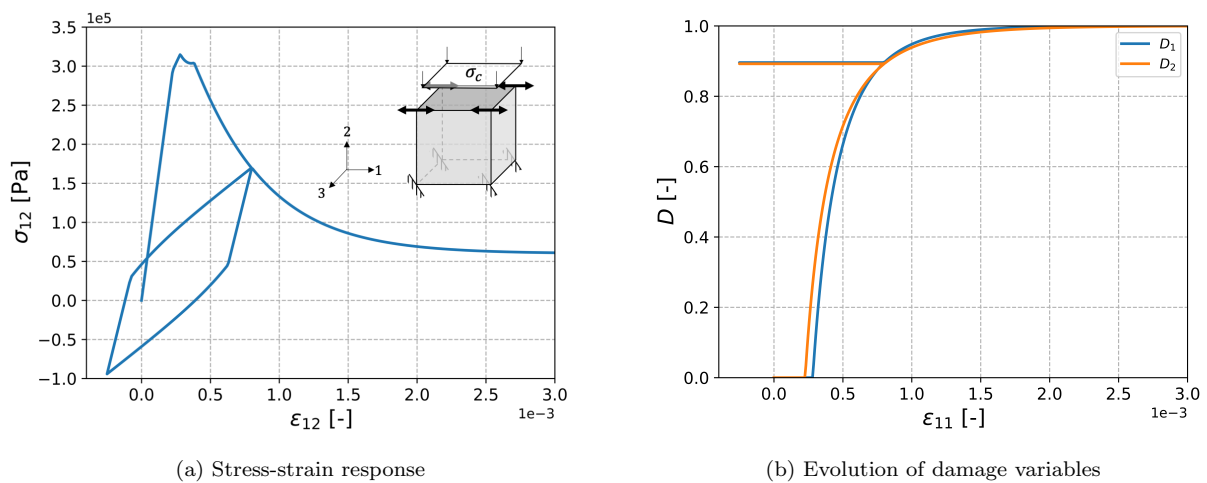 1e5
3.5
3.0
2.5
2.0
1.5
1.0
0.5
0.0
−0.5
−1.0
σ12 [Pa]
0.0 0.5 1.0 1.5 2.0 2.5 3.0
1e−3
ε12 [-]
σc
2
1
3
(a) Stress-strain response
1.0
0.8
0.6
0.4
0.2
0.0
D [-]
D1
D2
0.0 0.5 1.0 1.5 2.0 2.5 3.0
1e−3
ε11 [-]
(b) Evolution of damage variables